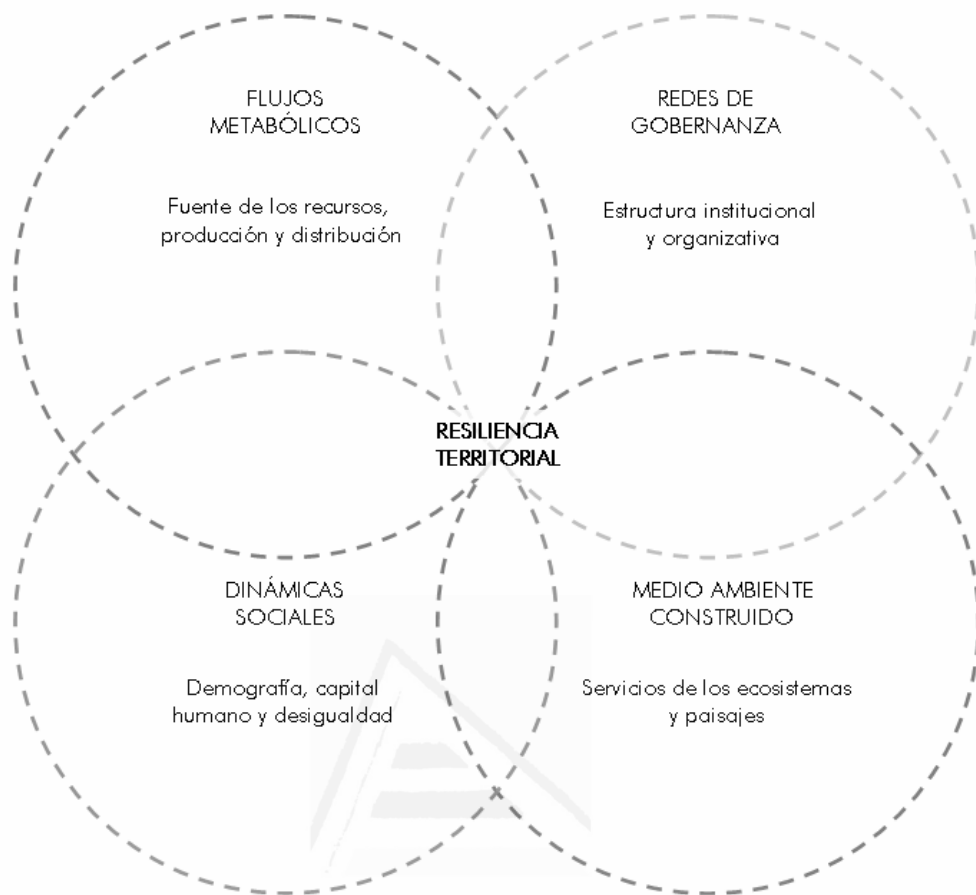 FLUJOS
METABÓLICOS
Fuente de los recursos,
producción y distribución
REDES DE
GOBERNANZA
Estructura institucional
y organizativa
RESILIENCIA
TERRITORIAL
DINÁMICAS
SOCIALES
Demografía, capital
humano y desigualdad
MEDIO AMBIENTE
CONSTRUIDO
Servicios de los ecosistemas
y paisajes